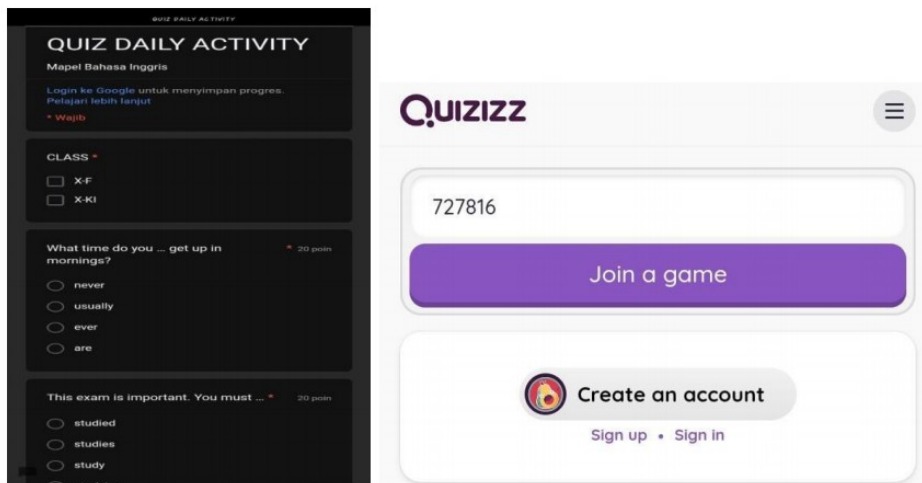 QUIZ DAILY ACTIVITY
QUIZ DAILY ACTIVITY
Mapel Bahasa Inggris
Login ke Google untuk menyimpan progres.
Pelajari lebih lanjut
* Wajib
CLASS *
X-F
X-KI
What time do you ... get up in * 20 poin
mornings?
never
usually
ever
are
This exam is important. You must ... * 20 poin
studied
studies
study
Quizizz
727816
Join a game
Create an account
Sign up • Sign in